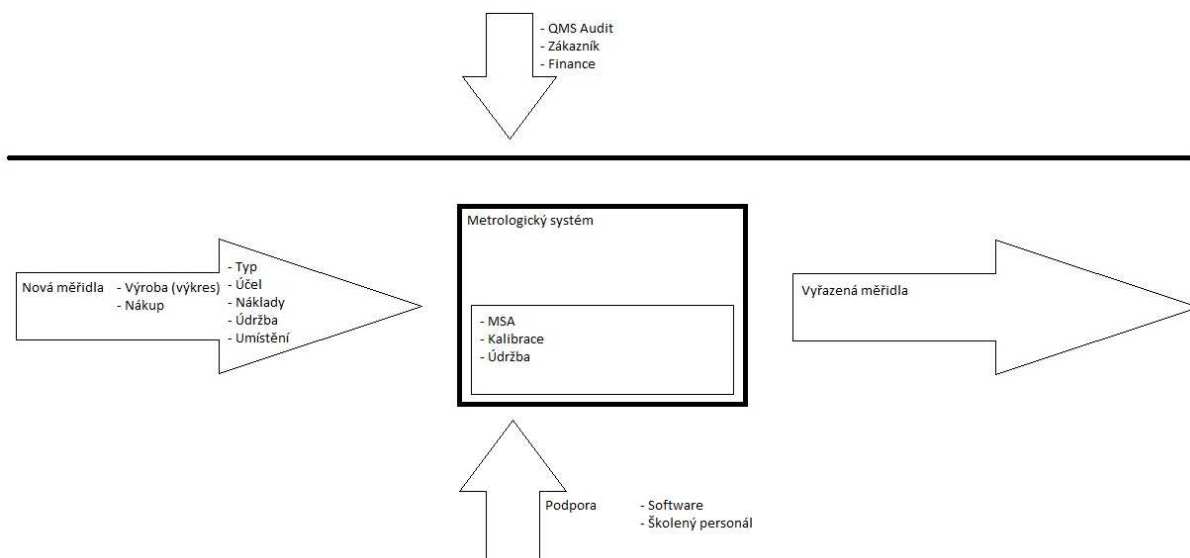 - QMS Audit
- Zákazník
- Finance
Metrologický systém
Nová měřidla - Výroba (výkres)
- Nákup
- Typ
- Účel
- Náklady
- Údržba
- Umístění
- MSA
- Kalibrace
- Údržba
Vyřazená měřidla
Podpora - Software
- Školený personál